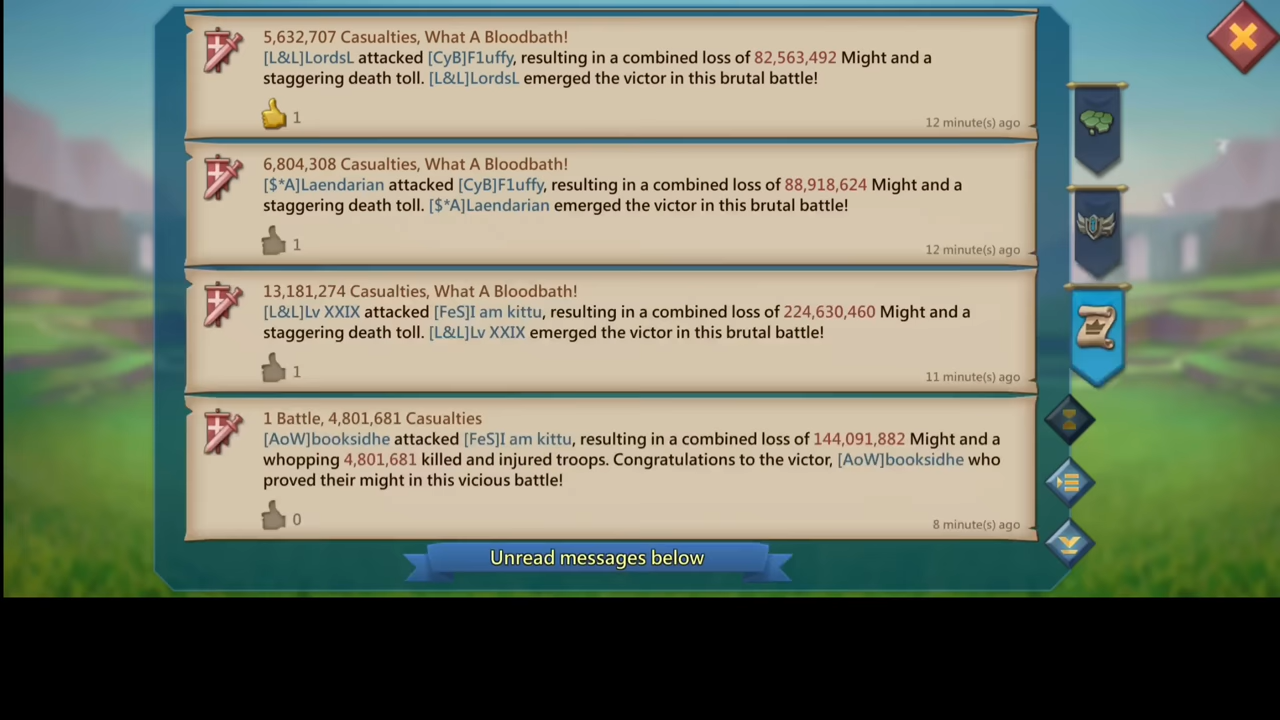 5,632,707 Casualties, What A Bloodbath!
[L&L]LordsL attacked [CyB]F1uffy, resulting in a combined loss of 82,563,492 Might and a
staggering death toll. [L&L]LordsL emerged the victor in this brutal battle!
1
12 minute(s) ago
6,804,308 Casualties, What A Bloodbath!
[$*A]Laendarian attacked [CyB]F1uffy, resulting in a combined loss of 88,918,624 Might and a
staggering death toll. [$*A]Laendarian emerged the victor in this brutal battle!
1
12 minute(s) ago
13,181,274 Casualties, What A Bloodbath!
[L&L]Lv XXIX attacked [FeS]I am kittu, resulting in a combined loss of 224,630,460 Might and a
staggering death toll. [L&L]Lv XXIX emerged the victor in this brutal battle!
1
11 minute(s) ago
1 Battle, 4,801,681 Casualties
[AoW]booksidhe attacked [FeS]I am kittu, resulting in a combined loss of 144,091,882 Might and a
whopping 4,801,681 killed and injured troops. Congratulations to the victor, [AoW]booksidhe who
proved their might in this vicious battle!
0
8 minute(s) ago
Unread messages below